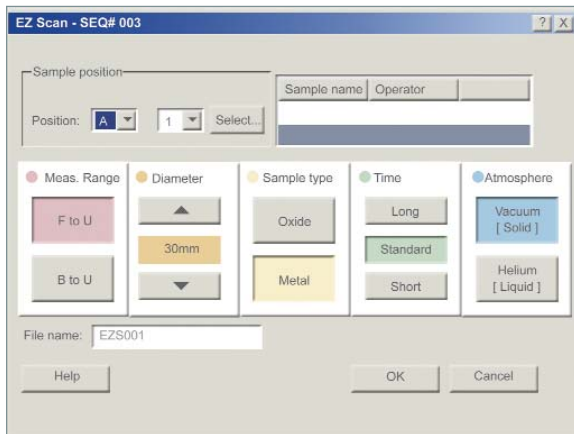 EZ Scan - SEQ# 003
? X
Sample position
Position: A 1 Select...
Sample name Operator
Meas. Range Diameter Sample type Time Atmosphere
F to U
B to U
30mm
Oxide
Metal
Long
Standard
Short
Vacuum
[ Solid ]
Helium
[ Liquid ]
File name: EZS001
Help OK Cancel